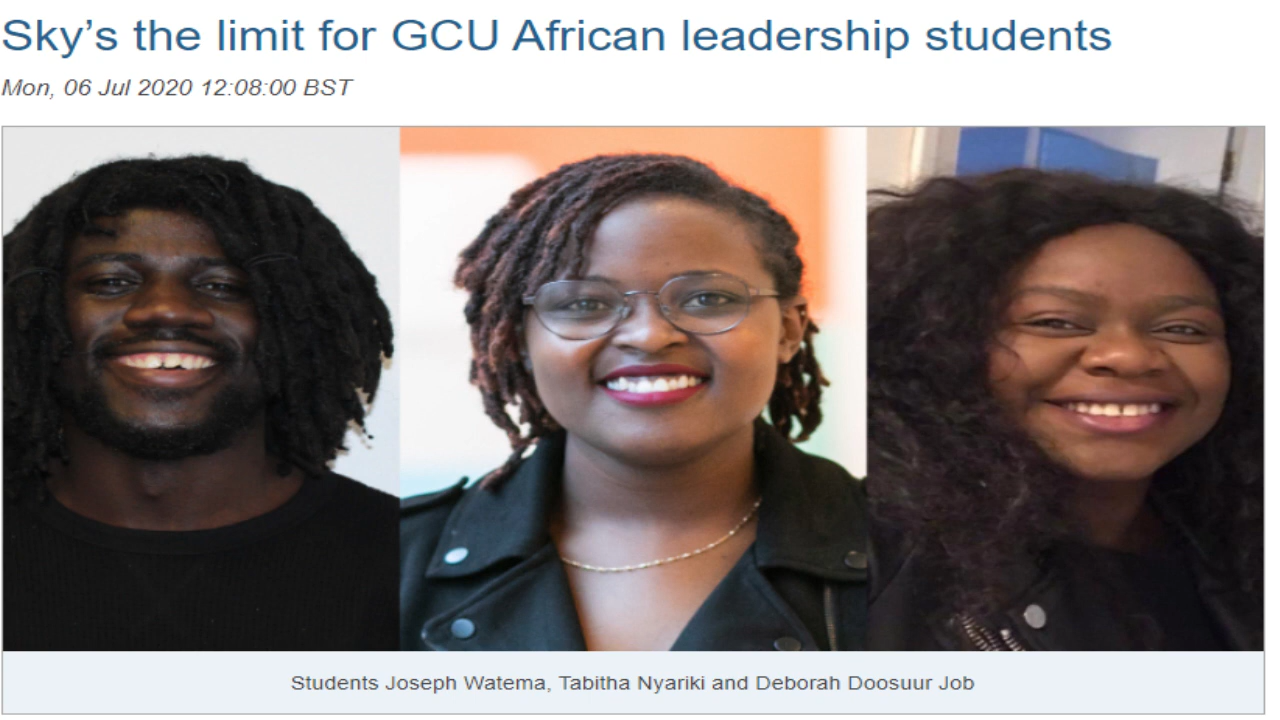 Sky’s the limit for GCU African leadership students
Mon, 06 Jul 2020 12:08:00 BST
Students Joseph Watema, Tabitha Nyariki and Deborah Doosuur Job